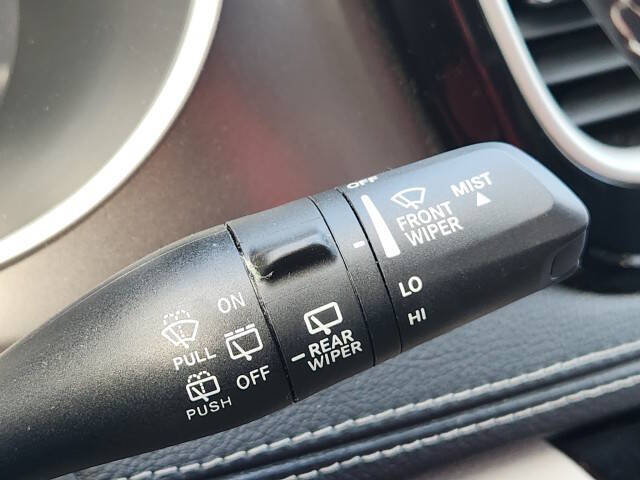 OFF
FRONT
WIPER
MIST
LO
HI
ON
PULL
OFF
PUSH
REAR
WIPER